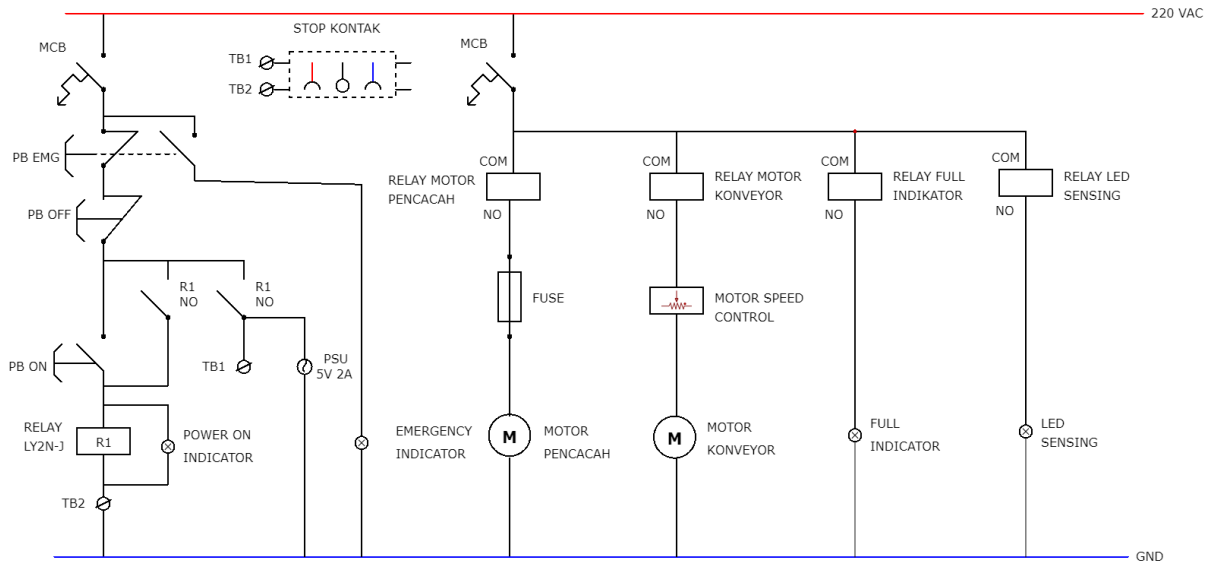 220 VAC
STOP KONTAK
MCB
MCB
TB1
TB2
PB EMG
COM
COM
COM
COM
RELAY MOTOR
PENCACAH
RELAY MOTOR
KONVEYOR
RELAY FULL
INDIKATOR
RELAY LED
SENSING
NO
NO
NO
NO
PB OFF
R1
NO
R1
NO
FUSE
MOTOR SPEED
CONTROL
PB ON
TB1
PSU
5V 2A
RELAY
LY2N-J
R1
POWER ON
INDICATOR
EMERGENCY
INDICATOR
M
MOTOR
PENCACAH
M
MOTOR
KONVEYOR
FULL
INDICATOR
LED
SENSING
TB2
GND